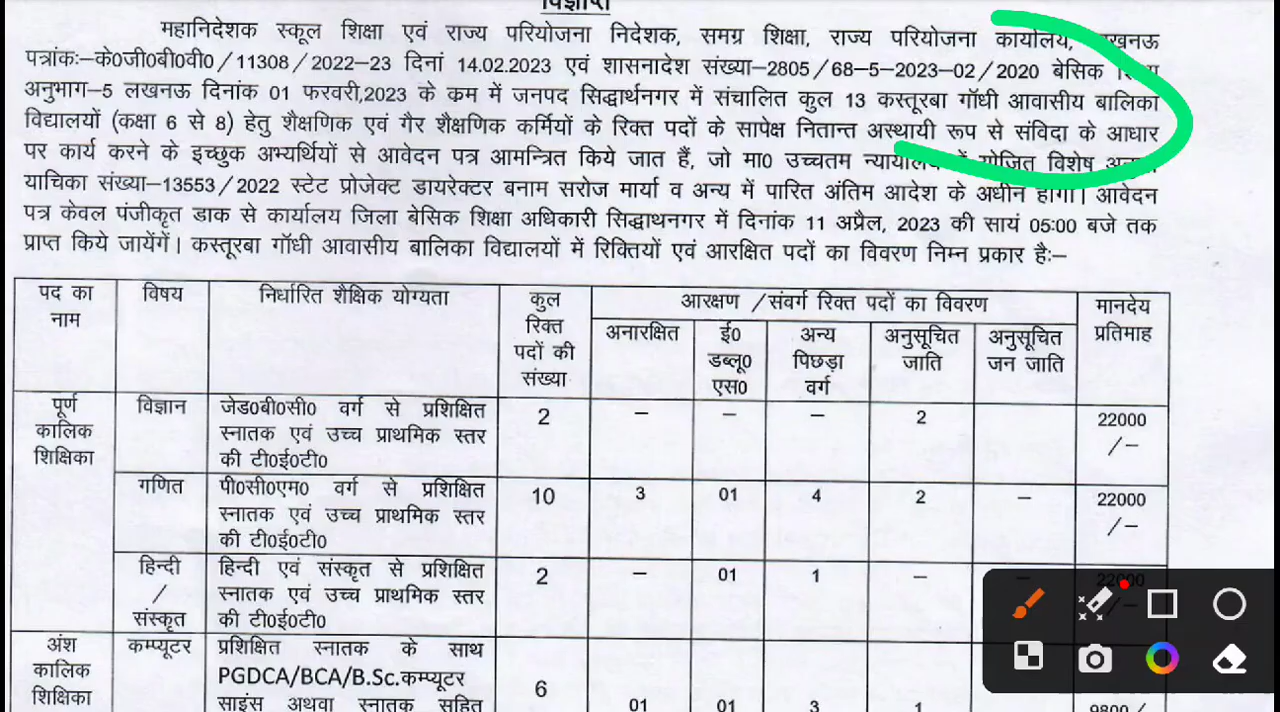 विज्ञप्ति
महानिदेशक स्कूल शिक्षा एवं राज्य परियोजना निदेशक, समग्र शिक्षा, राज्य परियोजना कार्यालय,
पत्रांकः–के0जी0बी0वी0/11308/2022–23 दिनां 14.02.2023 एवं शासनादेश संख्या–2805/68–5–2023–02/2020 बेसिक
अनुभाग–5 लखनऊ दिनांक 01 फरवरी,2023 के कम में जनपद सिद्धार्थनगर में संचालित कुल 13 कस्तूरबा गॉधी आवासीय बालिका
विद्यालयों (कक्षा 6 से 8) हेतु शैक्षणिक एवं गैर शैक्षणिक कर्मियों के रिक्त पदों के सापेक्ष नितान्त अस्थायी रूप से संविदा के आधार
पर कार्य करने के इच्छुक अभ्यर्थियों से आवेदन पत्र आमन्त्रित किये जात हैं, जो मा0 उच्चतम विशेष
याचिका संख्या–13553/2022 स्टेट प्रोजेक्ट डायरेक्टर बनाम सरोज मार्या व अन्य में पारित अंतिम आदेश के अधीन होगा। आवेदन
पत्र केवल पंजीकृत डाक से कार्यालय जिला बेसिक शिक्षा अधिकारी सिद्धाथनगर में दिनांक 11 अप्रैल, 2023 की सायं 05:00 बजे तक
प्राप्त किये जायेंगें। कस्तूरबा गॉधी आवासीय बालिका विद्यालयों में रिक्तियों एवं आरक्षित पदों का विवरण निम्न प्रकार हैः–
पद का नाम विषय निर्धारित शैक्षिक योग्यता कुल रिक्त पदों की संख्या आरक्षण /संवर्ग रिक्त पदों का विवरण मानदेय प्रतिमाह
अनारक्षित ई0 डब्लू0 एस0 अन्य पिछड़ा वर्ग अनुसूचित जाति अनुसूचित जन जाति
पूर्ण कालिक शिक्षिका विज्ञान जेड0बी0सी0 वर्ग से प्रशिक्षित 2 – – – 2 22000
स्नातक एवं उच्च प्राथमिक स्तर /–
की टी0ई0टी0
गणित पी0सी0एम0 वर्ग से प्रशिक्षित 10 3 01 4 2 – 22000
स्नातक एवं उच्च प्राथमिक स्तर /–
की टी0ई0टी0
हिन्दी / संस्कृत हिन्दी एवं संस्कृत से प्रशिक्षित 2 – 01 1 – 22000
स्नातक एवं उच्च प्राथमिक स्तर
की टी0ई0टी0
अंश कालिक शिक्षिका कम्प्यूटर प्रशिक्षित स्नातक के साथ
PGDCA/BCA/B.Sc.कम्प्यूटर 6
साइंस अथवा स्नातक सहित 01 01 3 1 9800/